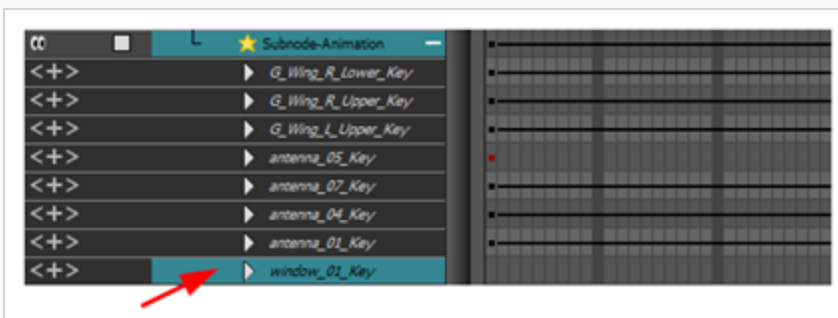 Subnode-Animation
<+> G_Wing_R_Lower_Key
<+> G_Wing_R_Upper_Key
<+> G_Wing_L_Upper_Key
<+> antenna_05_Key
<+> antenna_07_Key
<+> antenna_04_Key
<+> antenna_01_Key
<+> window_01_Key